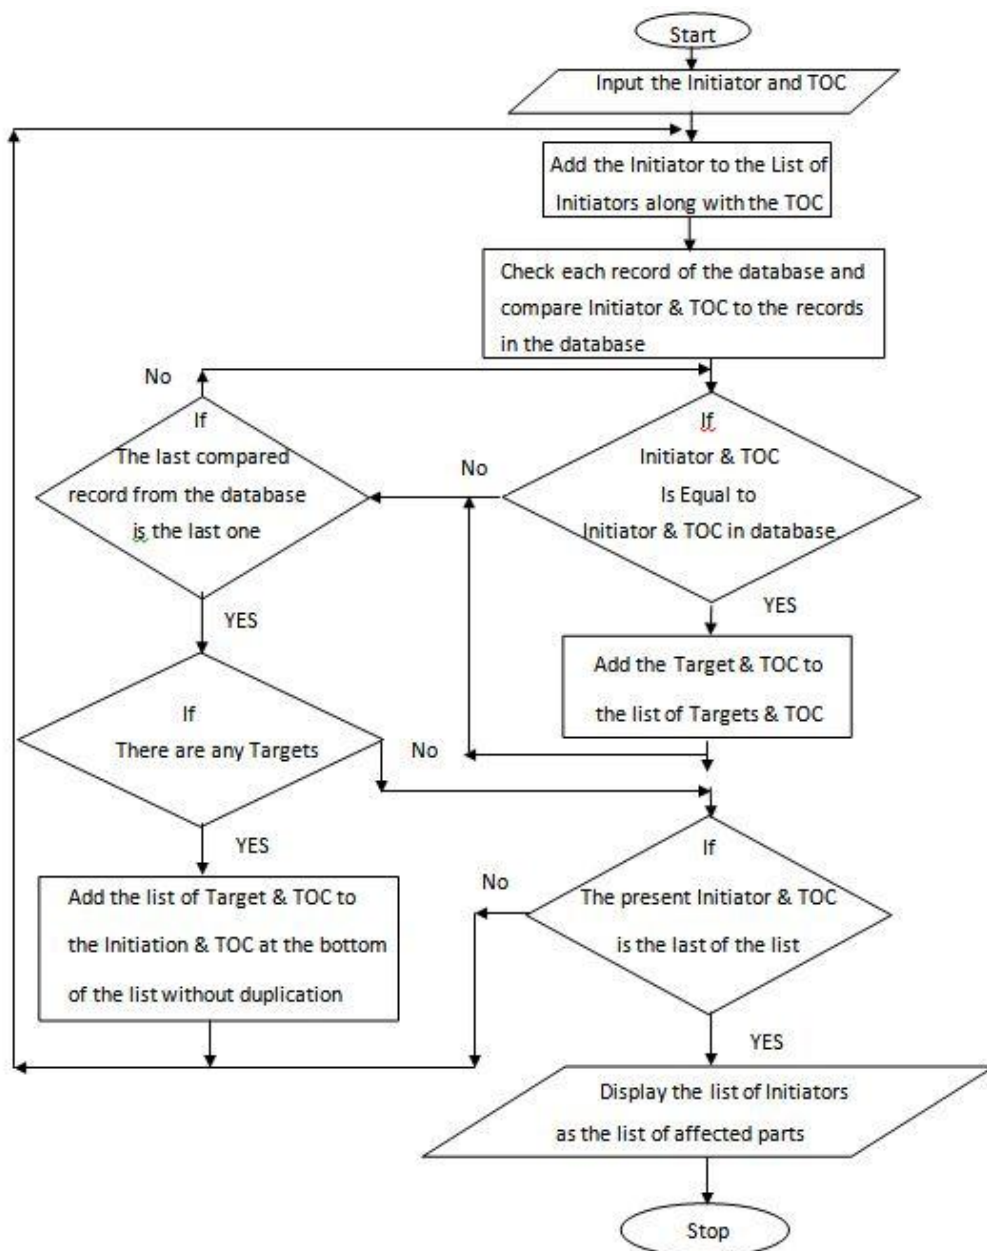 Start
Input the Initiator and TOC
Add the Initiator to the List of
Initiators along with the TOC
Check each record of the database and
compare Initiator & TOC to the records
in the database
No
If
The last compared
record from the database
is the last one
No
If
Initiator & TOC
Is Equal to
Initiator & TOC in database.
YES
YES
Add the Target & TOC to
the list of Targets & TOC
If
There are any Targets
No
YES
If
The present Initiator & TOC
is the last of the list
No
Add the list of Target & TOC to
the Initiation & TOC at the bottom
of the list without duplication
YES
Display the list of Initiators
as the list of affected parts
Stop